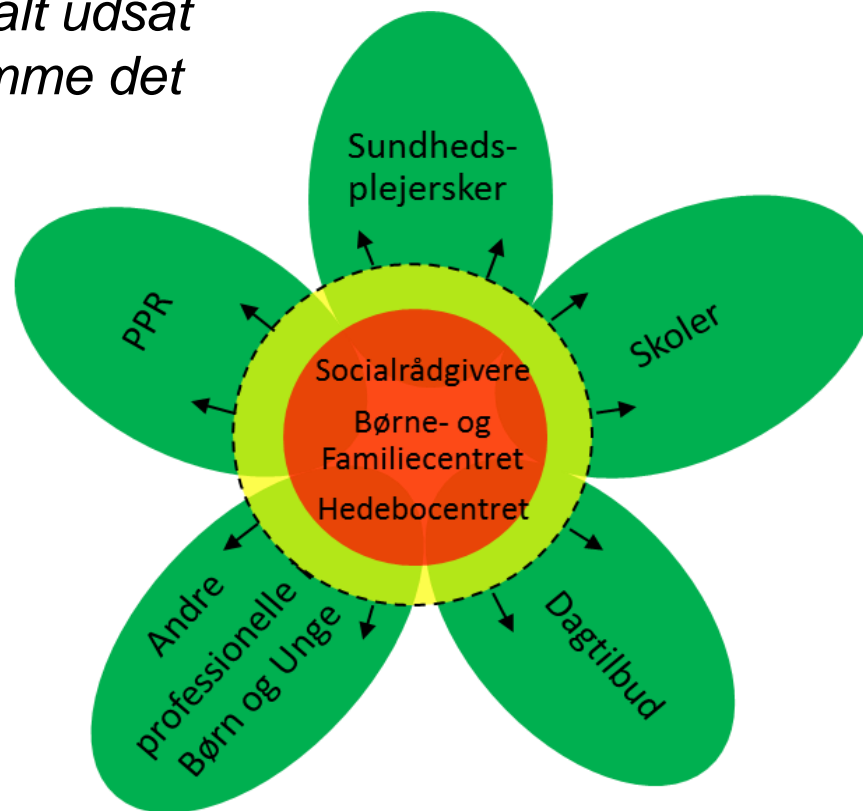 alt udsat
mme det
Sundheds-
plejersker
PPR
Skoler
Socialrådgivere
Børne- og
Familiecentret
Hedebocentret
Andre
professionelle
Børn og Unge
Dagtilbud